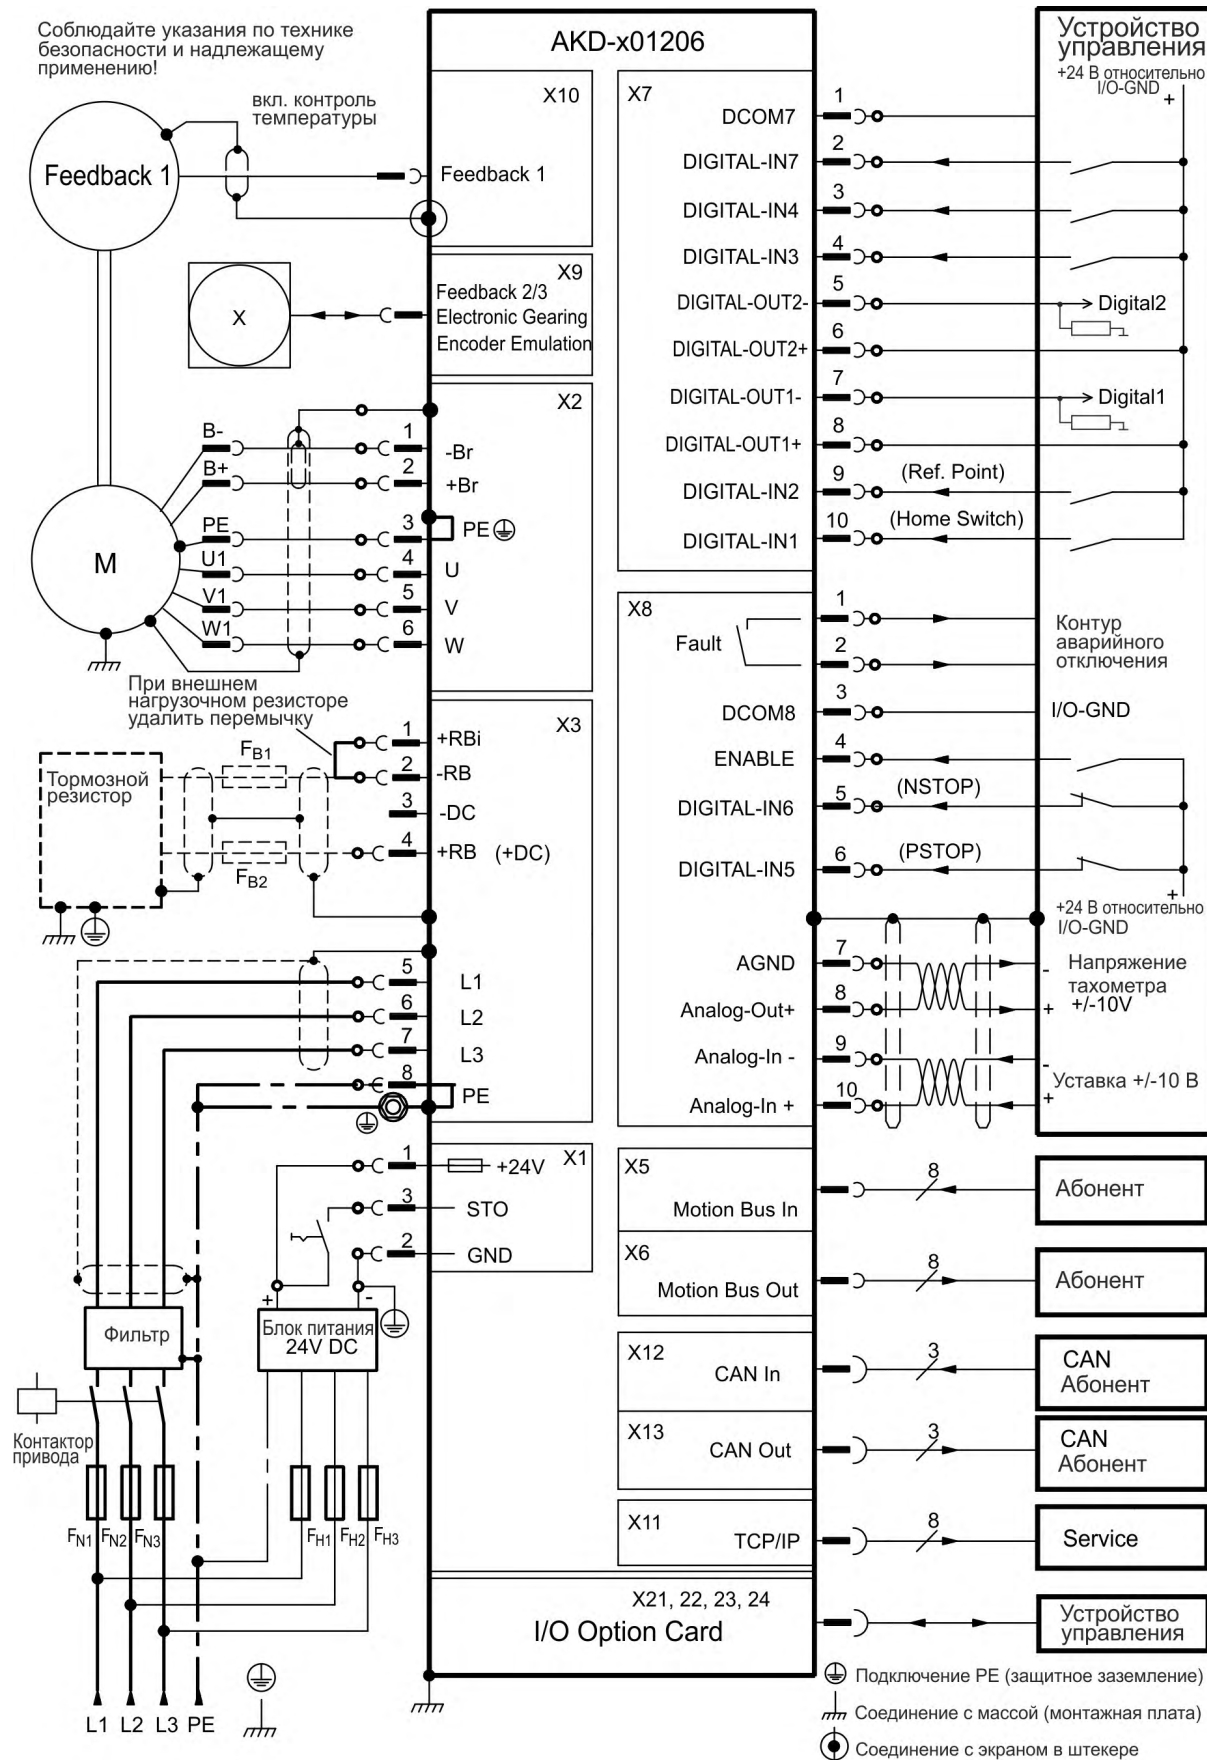 Соблюдайте указания по технике
безопасности и надлежащему
применению!
AKD-x01206
Устройство
управления
+24 В относительно
I/O-GND
+
вкл. контроль
температуры
Feedback 1
X10
Feedback 1
X
X9
Feedback 2/3
Electronic Gearing
Encoder Emulation
X2
B-
1
-Br
B+
2
+Br
PE
3
PE
M
U1
4
U
V1
5
V
W1
6
W
При внешнем
нагрузочном резисторе
удалить перемычку
X3
Тормозной
резистор
FB1
FB2
1
+RBi
2
-RB
3
-DC
4
+RB (+DC)
5
L1
6
L2
7
L3
8
PE
X1
1
+24V
3
STO
2
GND
+
-
Фильтр
Блок питания
24V DC
Контактор
привода
FN1
FN2
FN3
FH1
FH2
FH3
L1 L2 L3 PE
X7
1
DCOM7
2
DIGITAL-IN7
3
DIGITAL-IN4
4
DIGITAL-IN3
5
DIGITAL-OUT2-
Digital2
6
DIGITAL-OUT2+
7
DIGITAL-OUT1-
Digital1
8
DIGITAL-OUT1+
9
DIGITAL-IN2
(Ref. Point)
10
DIGITAL-IN1
(Home Switch)
X8
Fault
1
2
Контур
аварийного
отключения
3
DCOM8
I/O-GND
4
ENABLE
5
DIGITAL-IN6
(NSTOP)
6
DIGITAL-IN5
(PSTOP)
+
+24 В относительно
I/O-GND
7
AGND
-
Напряжение
тахометра
+/-10V
8
Analog-Out+
+
9
Analog-In -
-
Уставка +/-10 В
10
Analog-In +
+
X5
Motion Bus In
8
Абонент
X6
Motion Bus Out
8
Абонент
X12
CAN In
3
CAN
Абонент
X13
CAN Out
3
CAN
Абонент
X11
TCP/IP
8
Service
X21, 22, 23, 24
I/O Option Card
Устройство
управления
Подключение PE (защитное заземление)
Соединение с массой (монтажная плата)
Соединение с экраном в штекере